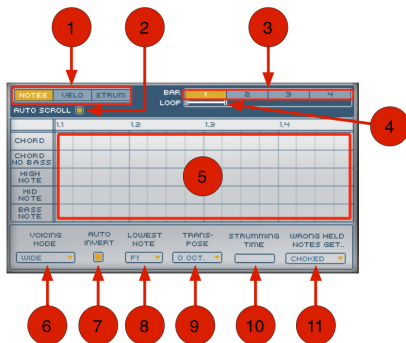 1 2 3
NOTES VELO STRUM BAR 1 2 3 4
AUTO SCROLL LOOP
4
1.1 1.2 1.3 1.4
CHORD
CHORD
NO BASS
HIGH
NOTE
MID
NOTE
BASS
NOTE
5
VOICING
MODE
AUTO
INVERT
LOWEST
NOTE
TRANS-
POSE
STRUMMING
TIME
WRONG HELD
NOTES GET..
WIDE F1 0 OCT. CHOKED
6 7 8 9 10 11